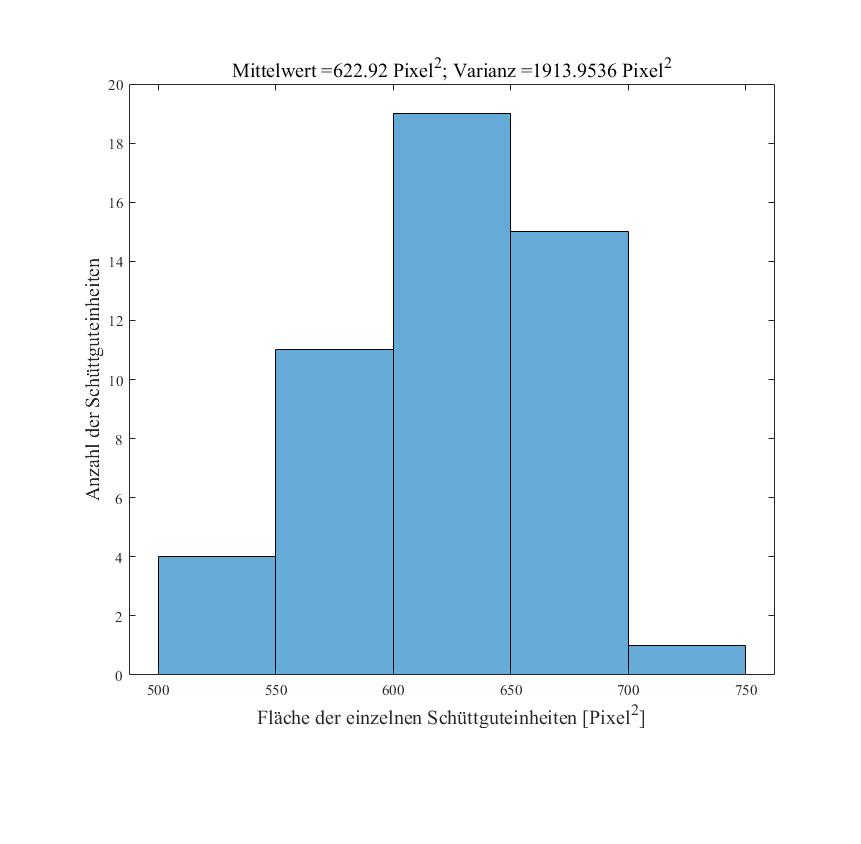 Mittelwert =622.92 Pixel²; Varianz =1913.9536 Pixel²
20
18
16
14
12
10
8
6
4
2
0
Anzahl der Schüttguteinheiten
500 550 600 650 700 750
Fläche der einzelnen Schüttguteinheiten [Pixel²]